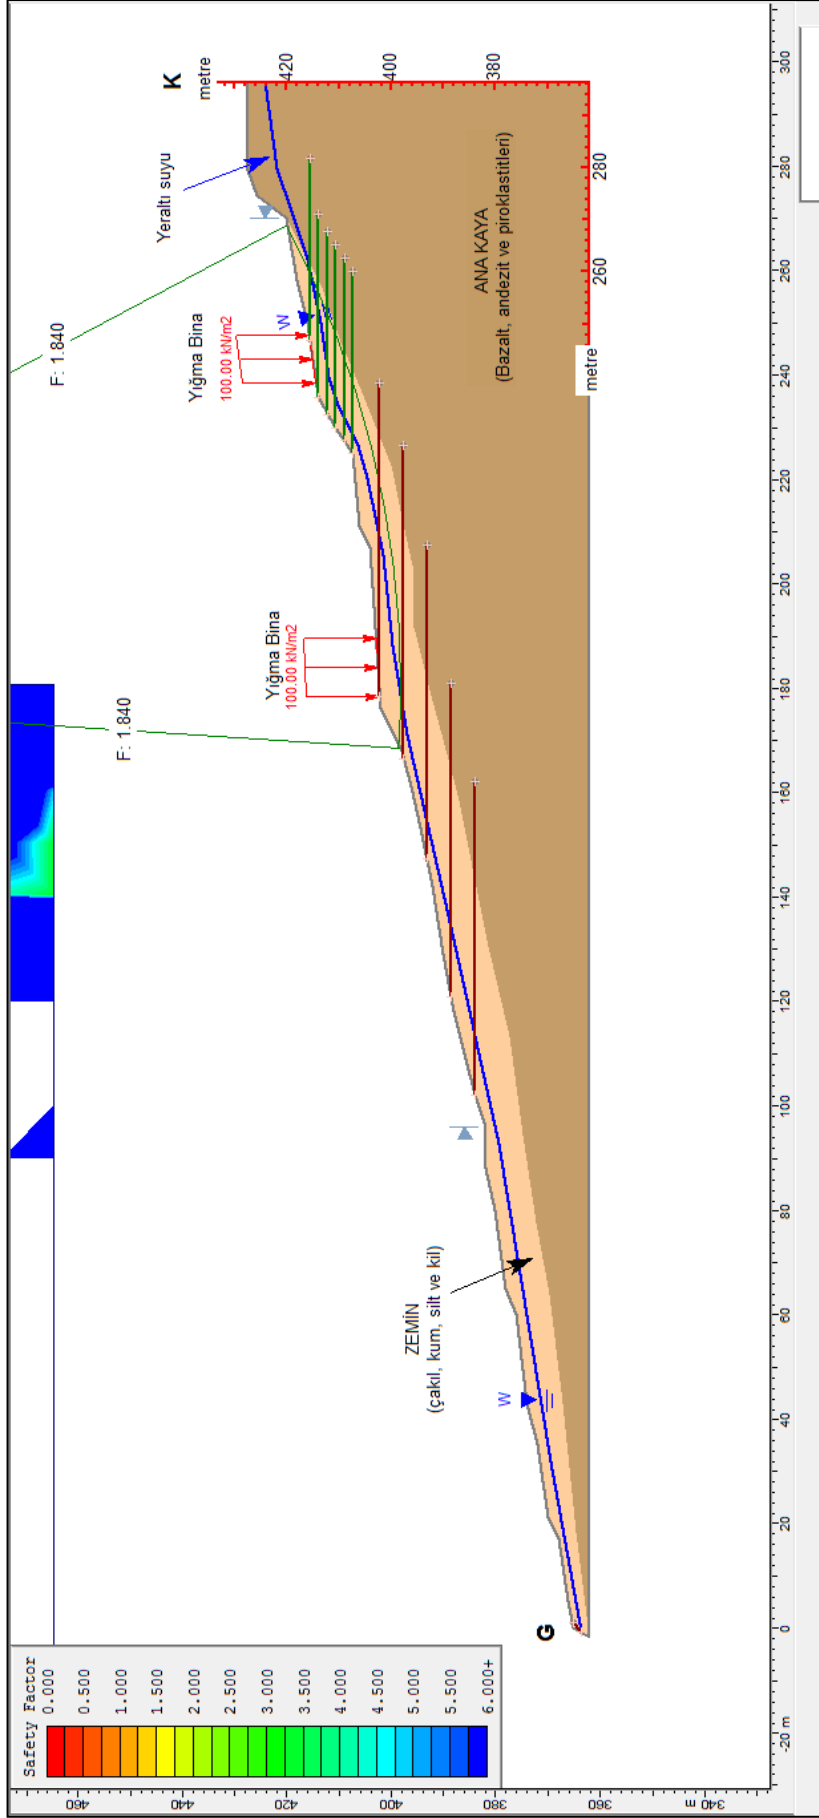 Safety Factor
0.000
0.500
1.000
1.500
2.000
2.500
3.000
3.500
4.000
4.500
5.000
5.500
6.000+
F: 1.840
F: 1.840
K
metre
420
400
380
Yeraltı suyu
Yığma Bina
100.00 kN/m2
W
Yığma Bina
100.00 kN/m2
ANA KAYA
(Bazalt, andezit ve piroklastitleri)
280
260
metre
ZEMİN
(çakıl, kum, silt ve kil)
W
G
460
440
420
400
380
360
m
340
-20 m
0
20
40
60
80
100
120
140
160
180
200
220
240
260
280
300